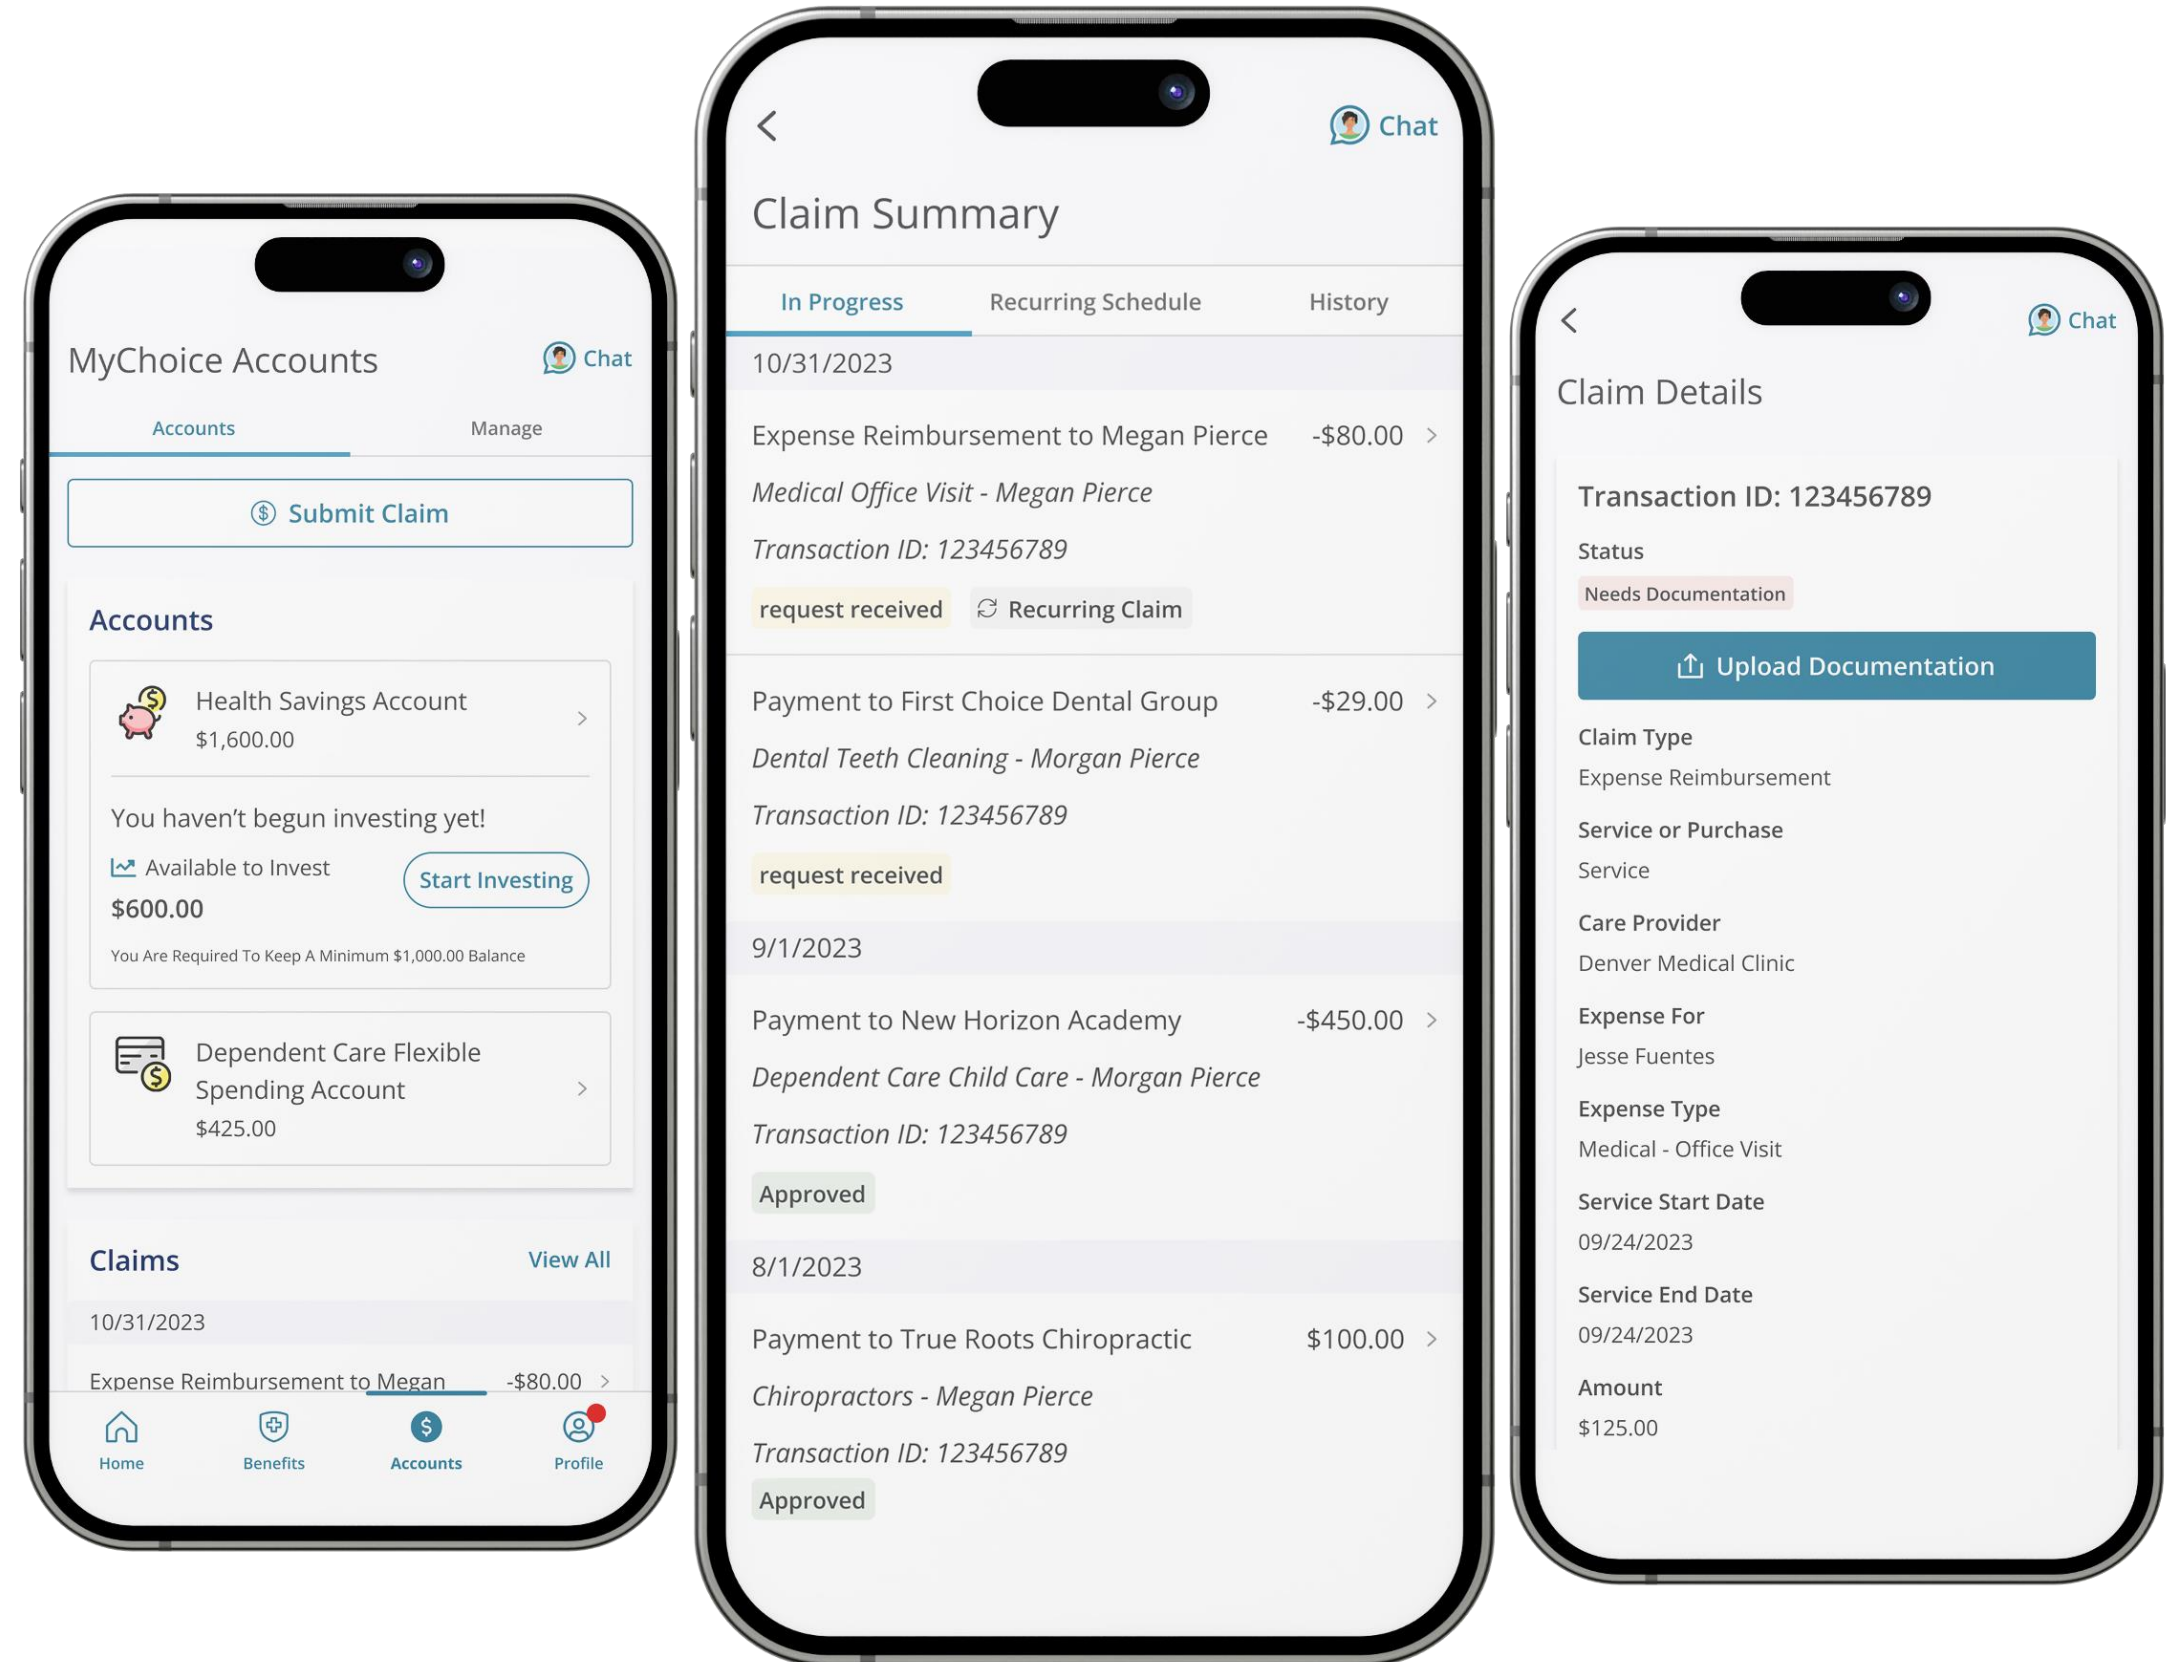 MyChoice Accounts
Chat
Accounts
Manage
Submit Claim
Accounts
Health Savings Account
$1,600.00
You haven’t begun investing yet!
Available to Invest
$600.00
Start Investing
You Are Required To Keep A Minimum $1,000.00 Balance
Dependent Care Flexible
Spending Account
$425.00
Claims
View All
10/31/2023
Expense Reimbursement to Megan
-$80.00
Home
Benefits
Accounts
Profile
Chat
Claim Summary
In Progress
Recurring Schedule
History
10/31/2023
Expense Reimbursement to Megan Pierce
-$80.00
Medical Office Visit - Megan Pierce
Transaction ID: 123456789
request received
Recurring Claim
Payment to First Choice Dental Group
-$29.00
Dental Teeth Cleaning - Morgan Pierce
Transaction ID: 123456789
request received
9/1/2023
Payment to New Horizon Academy
-$450.00
Dependent Care Child Care - Morgan Pierce
Transaction ID: 123456789
Approved
8/1/2023
Payment to True Roots Chiropractic
$100.00
Chiropractors - Megan Pierce
Transaction ID: 123456789
Approved
Chat
Claim Details
Transaction ID: 123456789
Status
Needs Documentation
Upload Documentation
Claim Type
Expense Reimbursement
Service or Purchase
Service
Care Provider
Denver Medical Clinic
Expense For
Jesse Fuentes
Expense Type
Medical - Office Visit
Service Start Date
09/24/2023
Service End Date
09/24/2023
Amount
$125.00